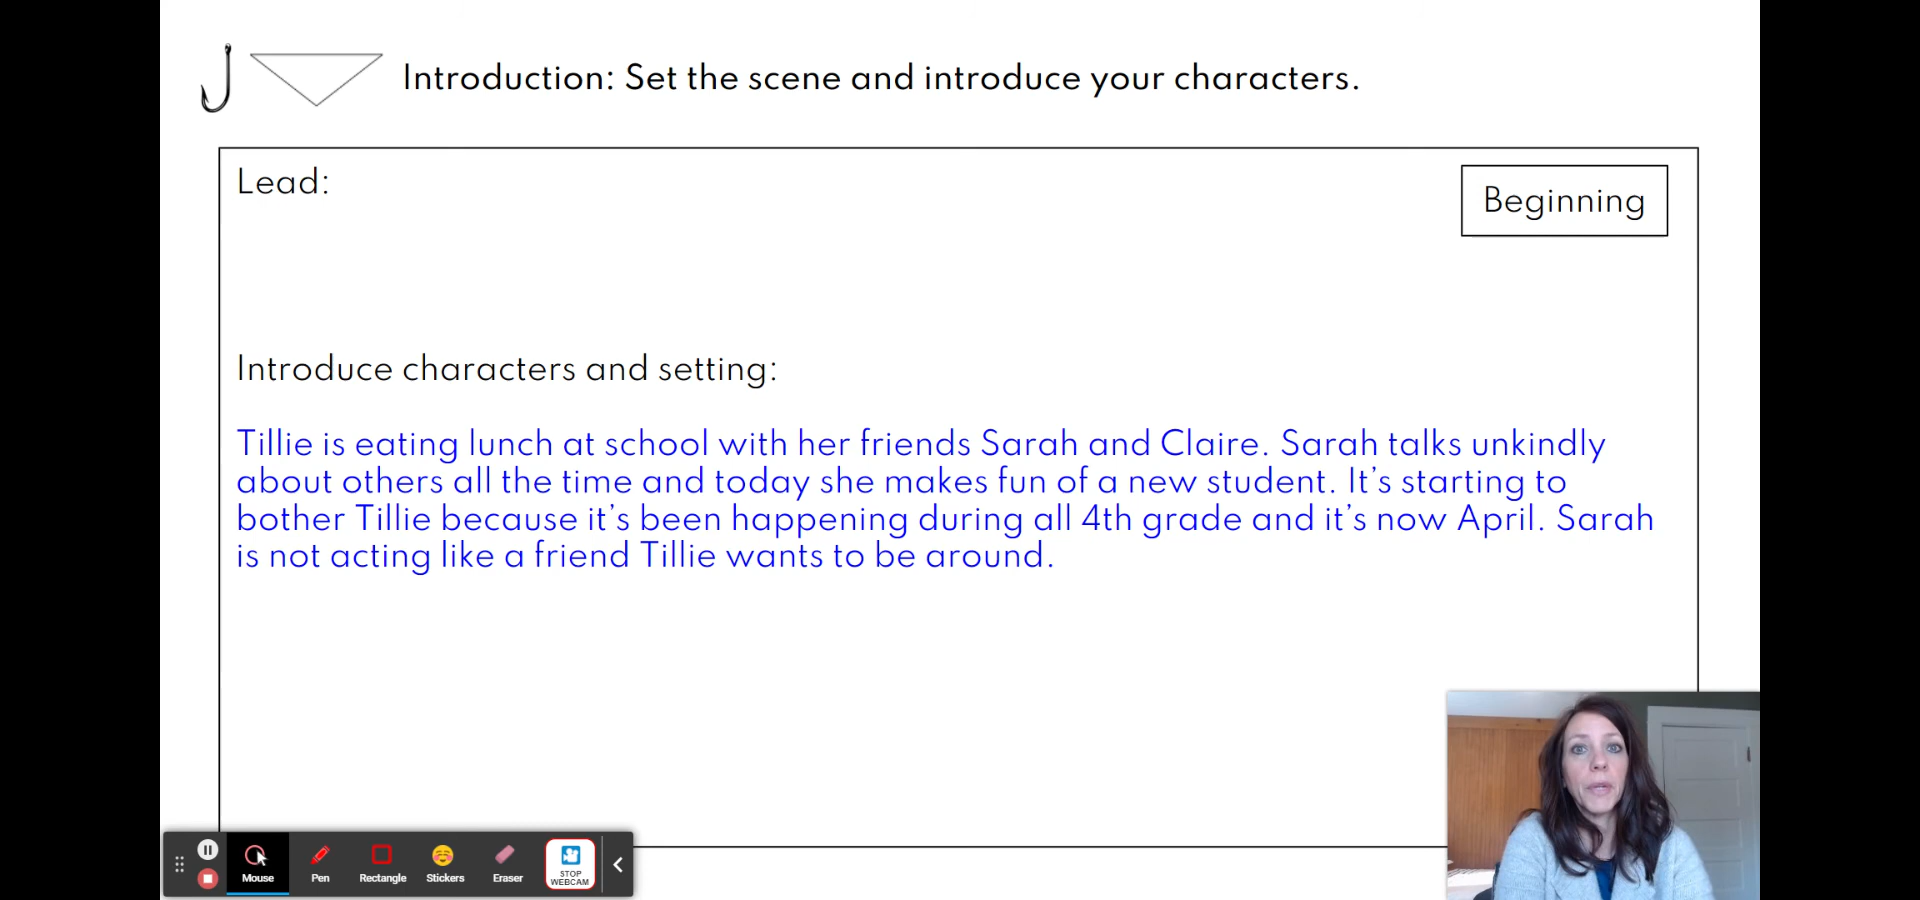 Introduction: Set the scene and introduce your characters.
Lead:
Beginning
Introduce characters and setting:
Tillie is eating lunch at school with her friends Sarah and Claire. Sarah talks unkindly
about others all the time and today she makes fun of a new student. It’s starting to
bother Tillie because it’s been happening during all 4th grade and it’s now April. Sarah
is not acting like a friend Tillie wants to be around.
Mouse
Pen
Rectangle
Stickers
Eraser
STOP
WEBCAM